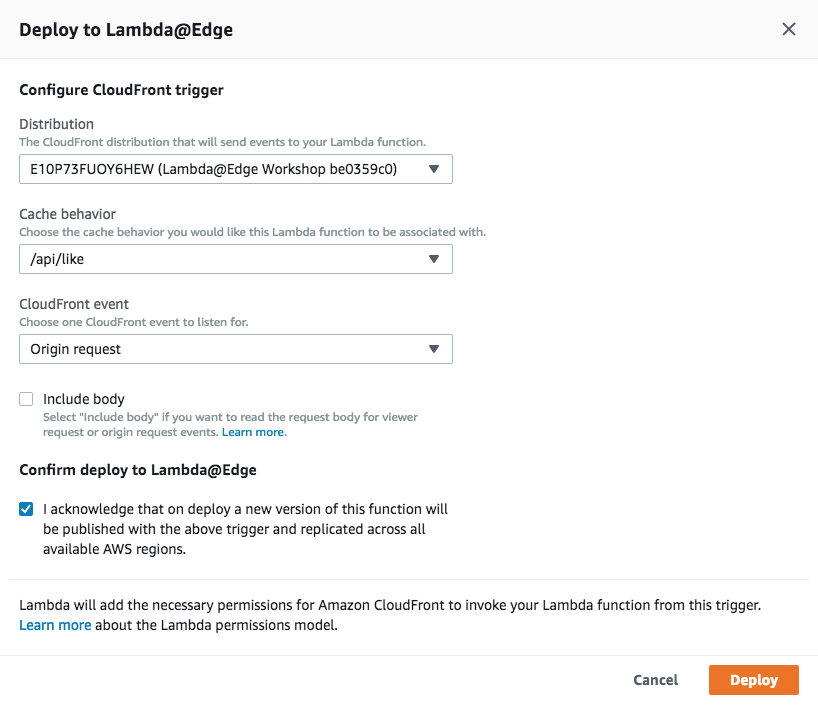 Deploy to Lambda@Edge
Configure CloudFront trigger
Distribution
The CloudFront distribution that will send events to your Lambda function.
E10P73FUOY6HEW (Lambda@Edge Workshop be0359c0)
Cache behavior
Choose the cache behavior you would like this Lambda function to be associated with.
/api/like
CloudFront event
Choose one CloudFront event to listen for.
Origin request
Include body
Select "Include body" if you want to read the request body for viewer
request or origin request events. Learn more.
Confirm deploy to Lambda@Edge
I acknowledge that on deploy a new version of this function will
be published with the above trigger and replicated across all
available AWS regions.
Lambda will add the necessary permissions for Amazon CloudFront to invoke your Lambda function from this trigger.
Learn more about the Lambda permissions model.
Cancel
Deploy